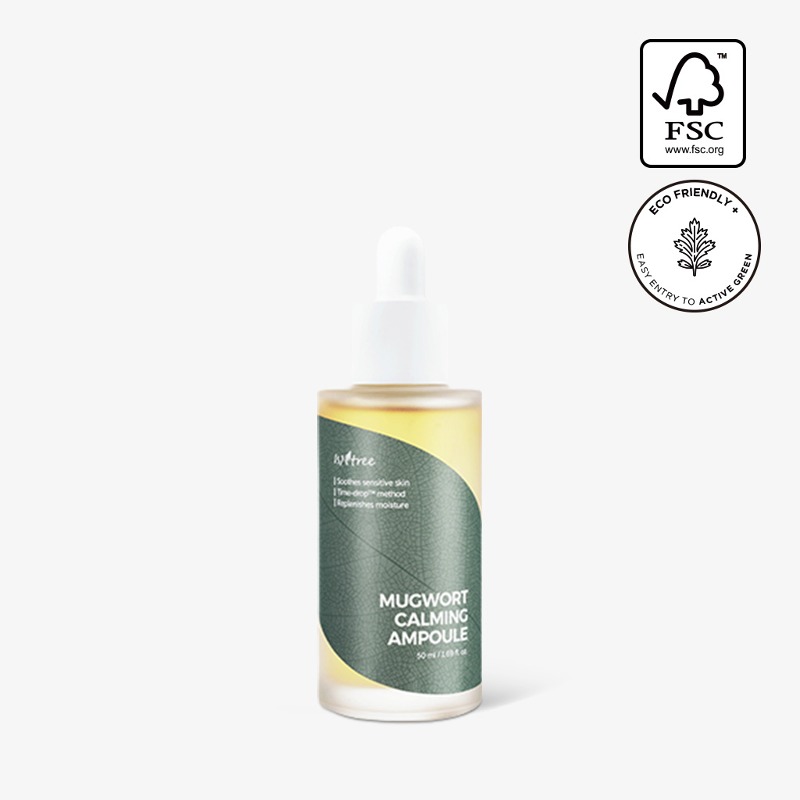 FSC
™
www.fsc.org
ECO FRIENDLY +
EASY ENTRY TO ACTIVE GREEN
isntree
Soothes sensitive skin
Time-drop™ method
Replenishes moisture
MUGWORT
CALMING
AMPOULE
50 ml / 1.69 fl. oz